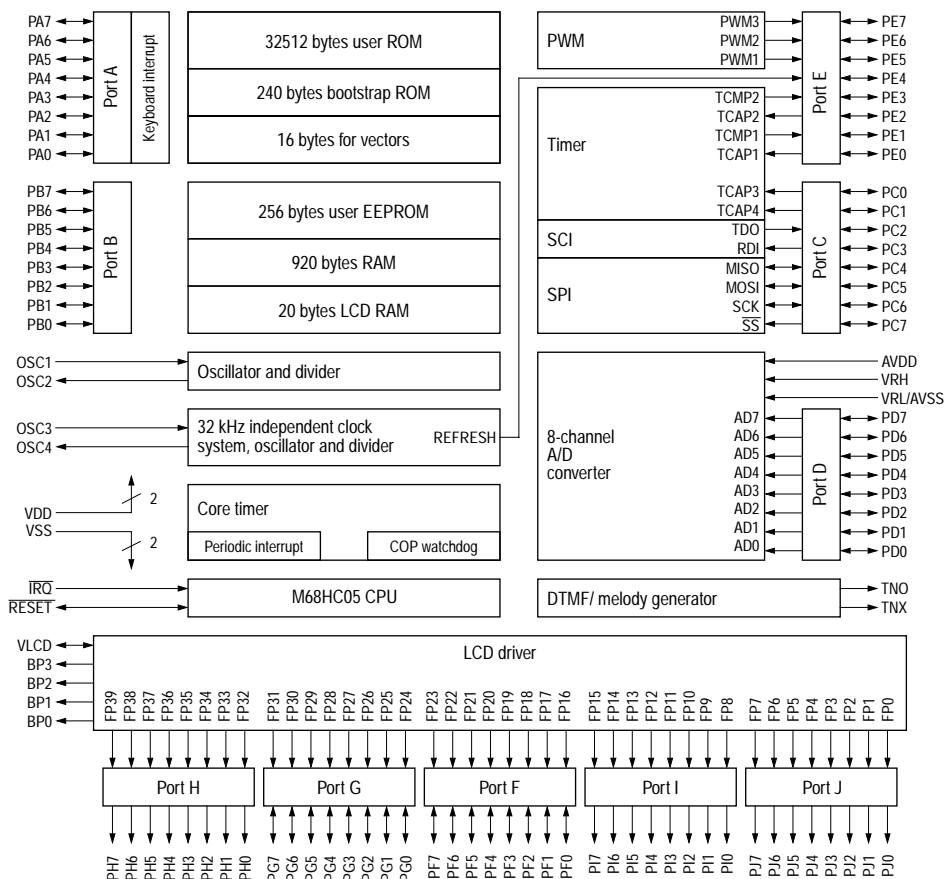 PA7
PA6
PA5
PA4
PA3
PA2
PA1
PA0
Port A
Keyboard interrupt
32512 bytes user ROM
240 bytes bootstrap ROM
16 bytes for vectors
PB7
PB6
PB5
PB4
PB3
PB2
PB1
PB0
Port B
256 bytes user EEPROM
920 bytes RAM
20 bytes LCD RAM
OSC1
OSC2
Oscillator and divider
OSC3
OSC4
32 kHz independent clock
system, oscillator and divider
REFRESH
VDD
VSS
2
2
Core timer
Periodic interrupt
COP watchdog
IRQ
RESET
M68HC05 CPU
PWM
PWM3
PWM2
PWM1
Timer
TCMP2
TCAP2
TCMP1
TCAP1
TCAP3
TCAP4
SCI
TDO
RDI
SPI
MISO
MOSI
SCK
SS
Port E
PE7
PE6
PE5
PE4
PE3
PE2
PE1
PE0
Port C
PC0
PC1
PC2
PC3
PC4
PC5
PC6
PC7
8-channel
A/D
converter
AVDD
VRH
VRL/AVSS
AD7
AD6
AD5
AD4
AD3
AD2
AD1
AD0
Port D
PD7
PD6
PD5
PD4
PD3
PD2
PD1
PD0
DTMF/ melody generator
TNO
TNX
VLCD
BP3
BP2
BP1
BP0
LCD driver
FP39
FP38
FP37
FP36
FP35
FP34
FP33
FP32
FP31
FP30
FP29
FP28
FP27
FP26
FP25
FP24
FP23
FP22
FP21
FP20
FP19
FP18
FP17
FP16
FP15
FP14
FP13
FP12
FP11
FP10
FP9
FP8
FP7
FP6
FP5
FP4
FP3
FP2
FP1
FP0
Port H
Port G
Port F
Port I
Port J
PH7
PH6
PH5
PH4
PH3
PH2
PH1
PH0
PG7
PG6
PG5
PG4
PG3
PG2
PG1
PG0
PF7
PF6
PF5
PF4
PF3
PF2
PF1
PF0
PI7
PI6
PI5
PI4
PI3
PI2
PI1
PI0
PJ7
PJ6
PJ5
PJ4
PJ3
PJ2
PJ1
PJ0